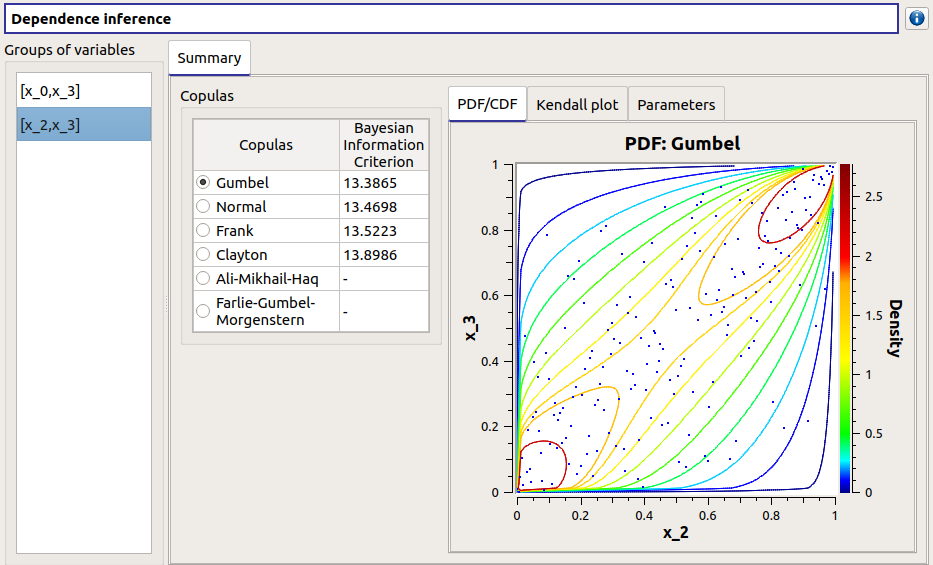 Dependence inference
Groups of variables
[x_0,x_3]
[x_2,x_3]
Summary
Copulas
Copulas
Bayesian
Information
Criterion
Gumbel 13.3865
Normal 13.4698
Frank 13.5223
Clayton 13.8986
Ali-Mikhail-Haq -
Farlie-Gumbel-
Morgenstern -
PDF/CDF Kendall plot Parameters
PDF: Gumbel
1
0.8
0.6
0.4
0.2
0
x_3
0 0.2 0.4 0.6 0.8 1
x_2
2.5
2
1.5
1
0.5
0
Density